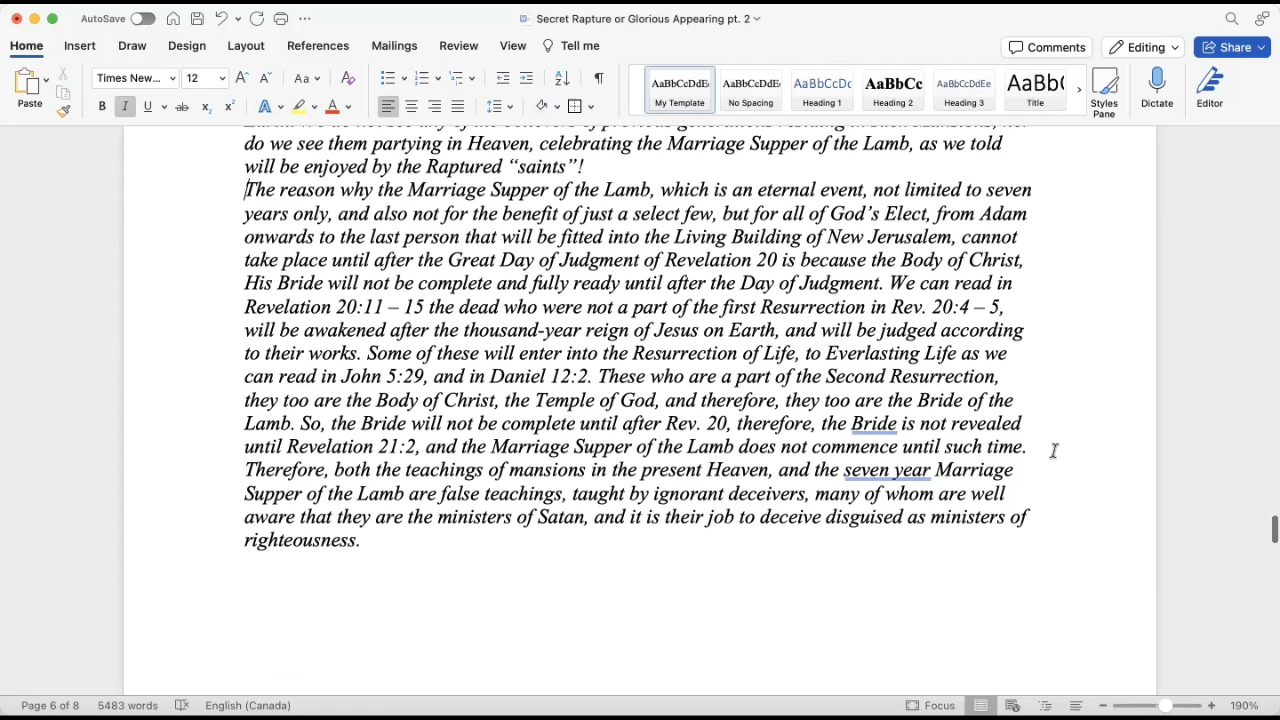 AutoSave
Secret Rapture or Glorious Appearing pt. 2
Home Insert Draw Design Layout References Mailings Review View Tell me Comments Editing Share
Paste Times New... 12 Aa
AaBbCcDdEe AaBbCcDdEe AaBbCcDc AaBbCc AaBbCcDdEe AaBb(
B I U ab x₂ x² A A
My Template No Spacing Heading 1 Heading 2 Heading 3 Title Styles Pane Dictate Editor
do we see them partying in Heaven, celebrating the Marriage Supper of the Lamb, as we told
will be enjoyed by the Raptured “saints”!
The reason why the Marriage Supper of the Lamb, which is an eternal event, not limited to seven
years only, and also not for the benefit of just a select few, but for all of God’s Elect, from Adam
onwards to the last person that will be fitted into the Living Building of New Jerusalem, cannot
take place until after the Great Day of Judgment of Revelation 20 is because the Body of Christ,
His Bride will not be complete and fully ready until after the Day of Judgment. We can read in
Revelation 20:11 – 15 the dead who were not a part of the first Resurrection in Rev. 20:4 – 5,
will be awakened after the thousand-year reign of Jesus on Earth, and will be judged according
to their works. Some of these will enter into the Resurrection of Life, to Everlasting Life as we
can read in John 5:29, and in Daniel 12:2. These who are a part of the Second Resurrection,
they too are the Body of Christ, the Temple of God, and therefore, they too are the Bride of the
Lamb. So, the Bride will not be complete until after Rev. 20, therefore, the Bride is not revealed
until Revelation 21:2, and the Marriage Supper of the Lamb does not commence until such time.
Therefore, both the teachings of mansions in the present Heaven, and the seven year Marriage
Supper of the Lamb are false teachings, taught by ignorant deceivers, many of whom are well
aware that they are the ministers of Satan, and it is their job to deceive disguised as ministers of
righteousness.
Page 6 of 8 5483 words English (Canada) Focus 190%